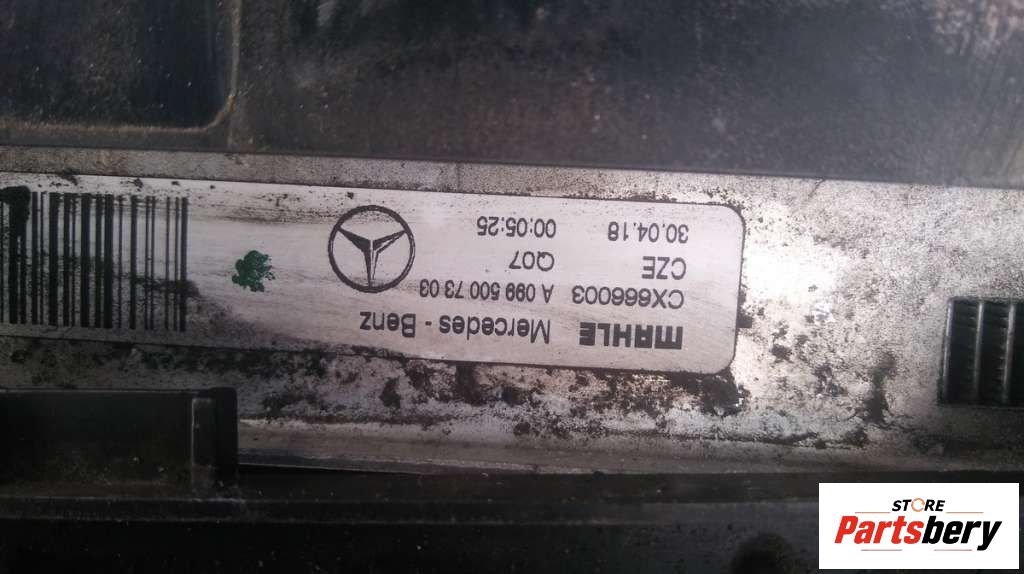 MAHLE Mercedes - Benz
CX666003 A 099 500 73 03
CZE Q07
30.04.18 00:05:25
STORE
Partsbery